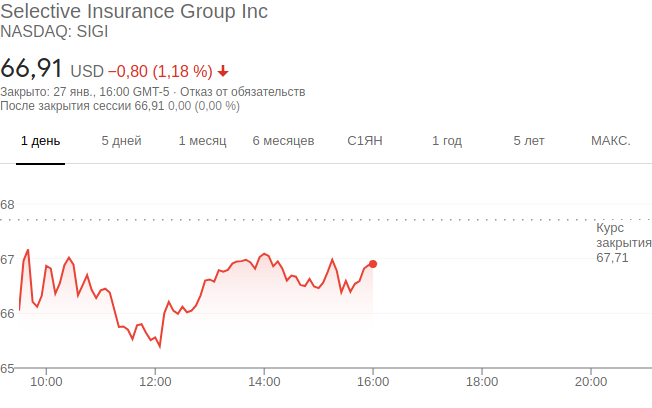 Selective Insurance Group Inc
NASDAQ: SIGI
66,91 USD −0,80 (1,18 %)
Закрыто: 27 янв., 16:00 GMT-5 · Отказ от обязательств
После закрытия сессии 66,91 0,00 (0,00 %)
1 день 5 дней 1 месяц 6 месяцев С1ЯН 1 год 5 лет МАКС.
68
Курс
закрытия
67,71
67
66
65
10:00 12:00 14:00 16:00 18:00 20:00